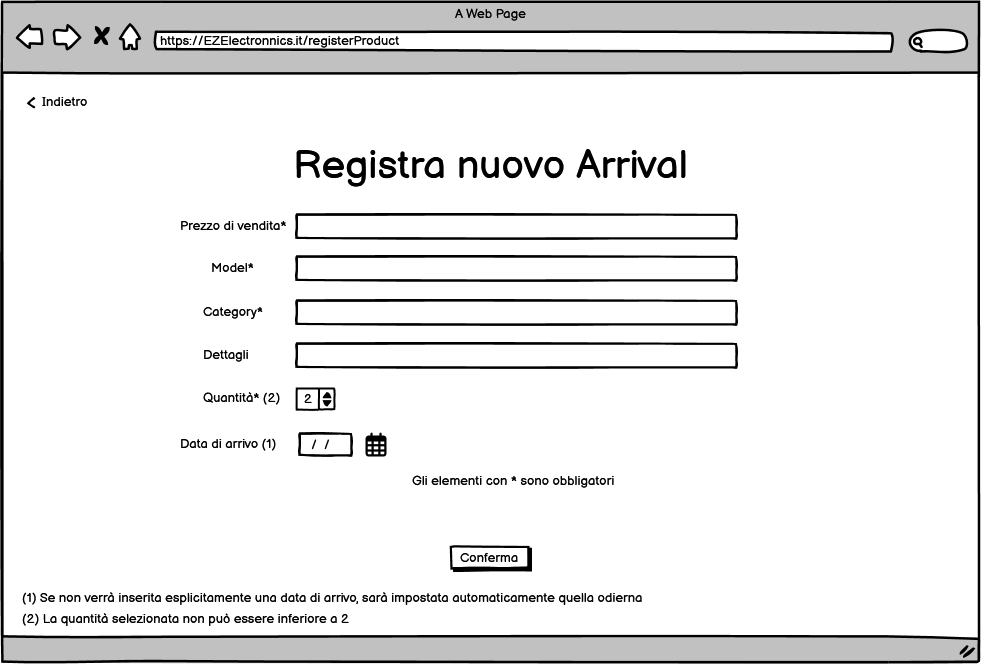 A Web Page
https://EZElectronnics.it/registerProduct
Indietro
Registra nuovo Arrival
Prezzo di vendita*
Model*
Category*
Dettagli
Quantità* (2) 2
Data di arrivo (1) / /
Gli elementi con * sono obbligatori
Conferma
(1) Se non verrà inserita esplicitamente una data di arrivo, sarà impostata automaticamente quella odierna
(2) La quantità selezionata non può essere inferiore a 2